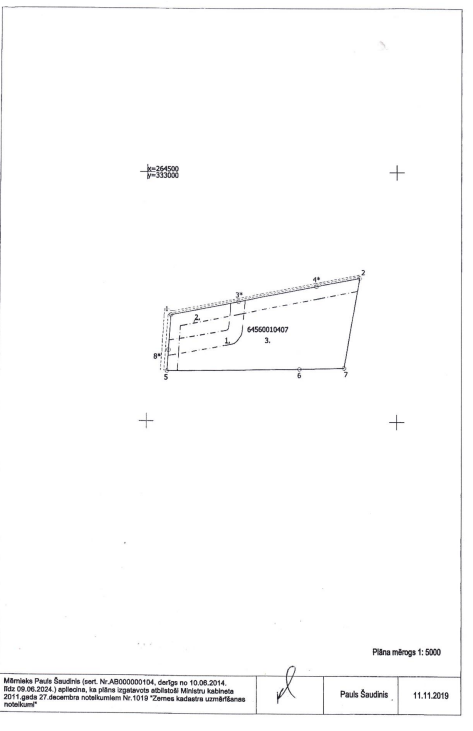 x=264500
y=333000
2
4*
3*
1
2.
64560010407
1.
3.
8*
5
6
7
Plāna mērogs 1: 5000
Mērnieks Pauls Šaudinis (sert. Nr.AB000000104, derīgs no 10.06.2014.
līdz 09.06.2024.) apliecina, ka plāns izgatavots atbilstoši Ministru kabineta
2011.gada 27.decembra noteikumiem Nr.1019 "Zemes kadastra uzmērīšanas
noteikumi"
Pauls Šaudinis
11.11.2019